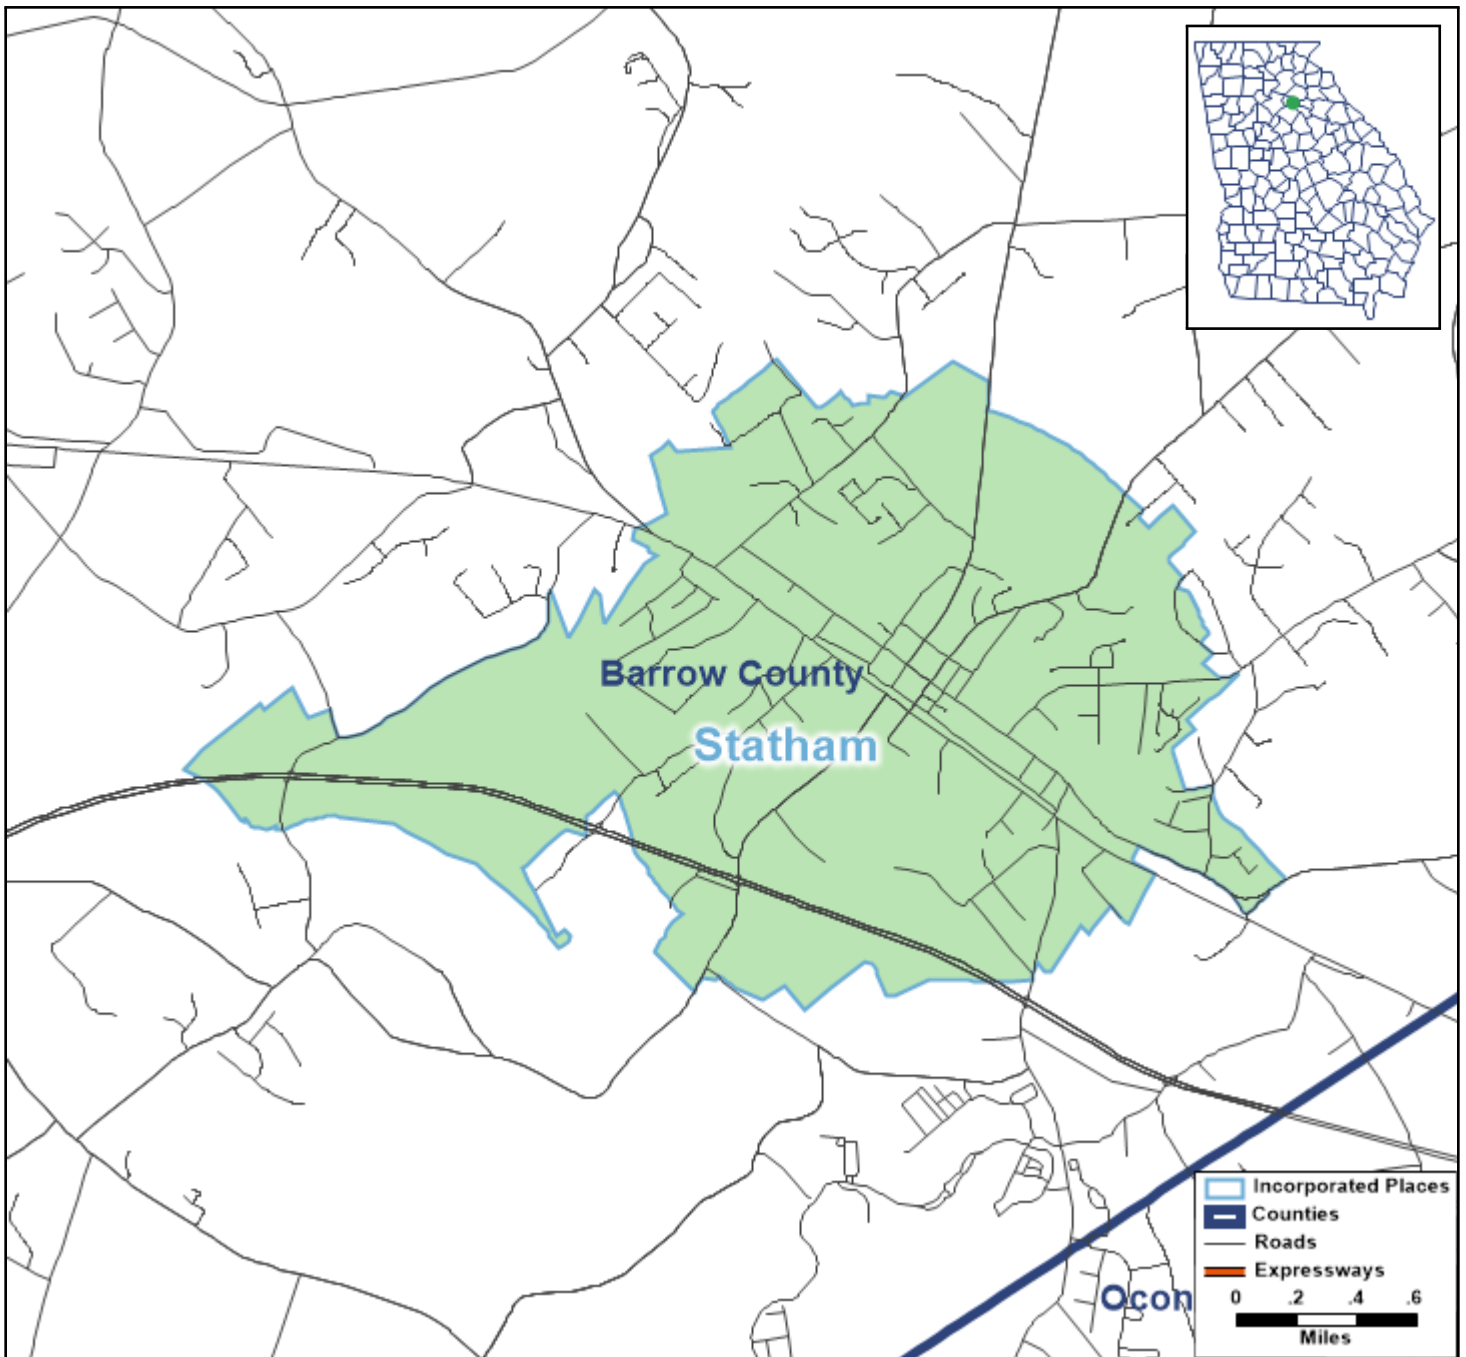 Barrow County
Statham
Ocon
Incorporated Places
Counties
Roads
Expressways
0 .2 .4 .6
Miles